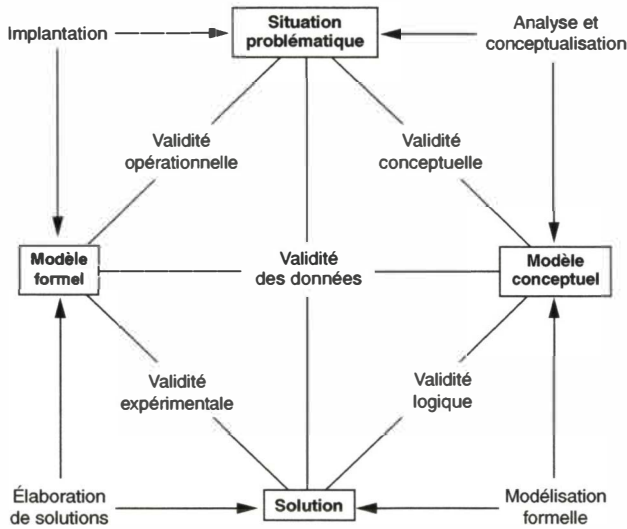 Implantation
Situation
problématique
Analyse et
conceptualisation
Validité
opérationnelle
Validité
conceptuelle
Modèle
formel
Validité
des données
Modèle
conceptuel
Validité
expérimentale
Validité
logique
Élaboration
de solutions
Solution
Modélisation
formelle